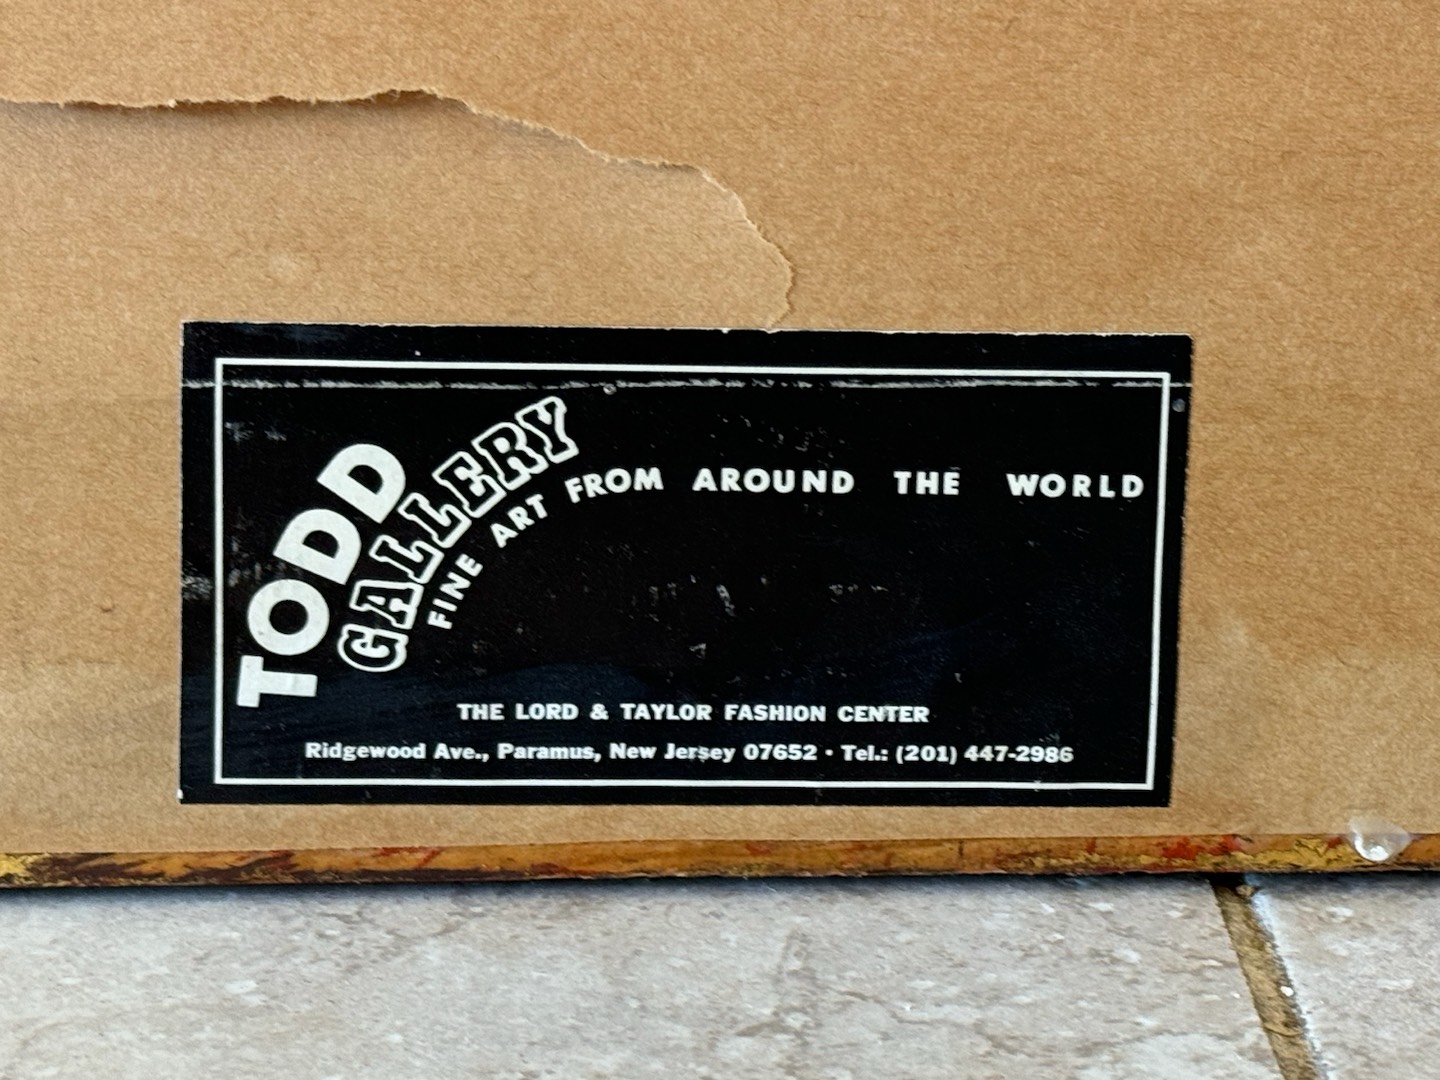 TODD
GALLERY
FINE ART FROM AROUND THE WORLD
THE LORD & TAYLOR FASHION CENTER
Ridgewood Ave., Paramus, New Jersey 07652 • Tel.: (201) 447-2986